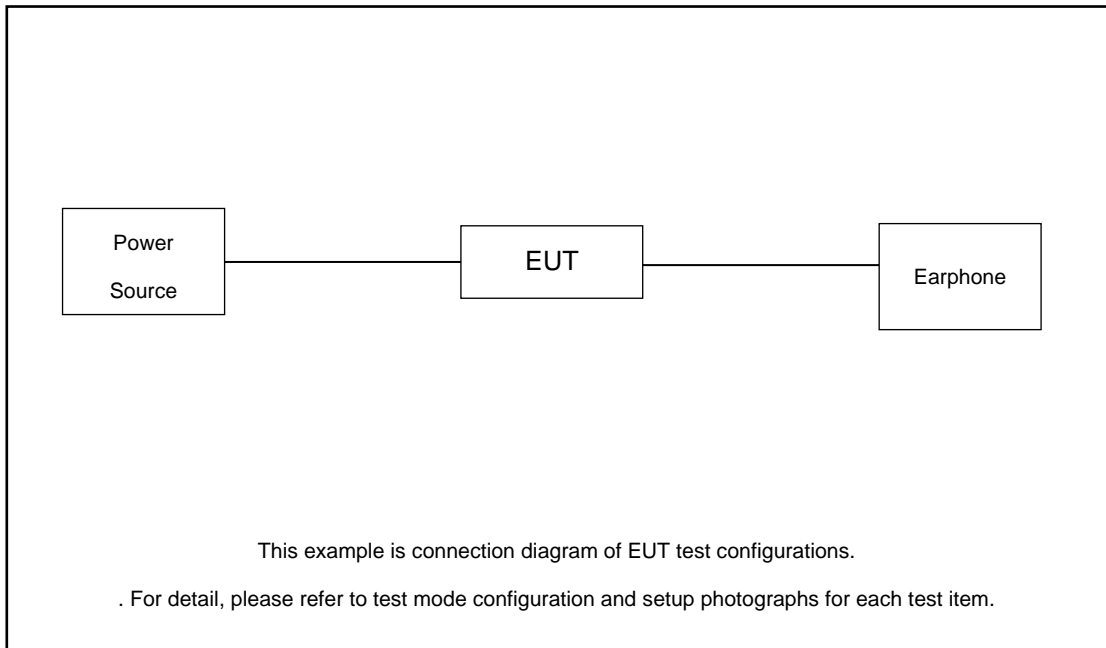 Power
Source
EUT
Earphone
This example is connection diagram of EUT test configurations.
. For detail, please refer to test mode configuration and setup photographs for each test item.